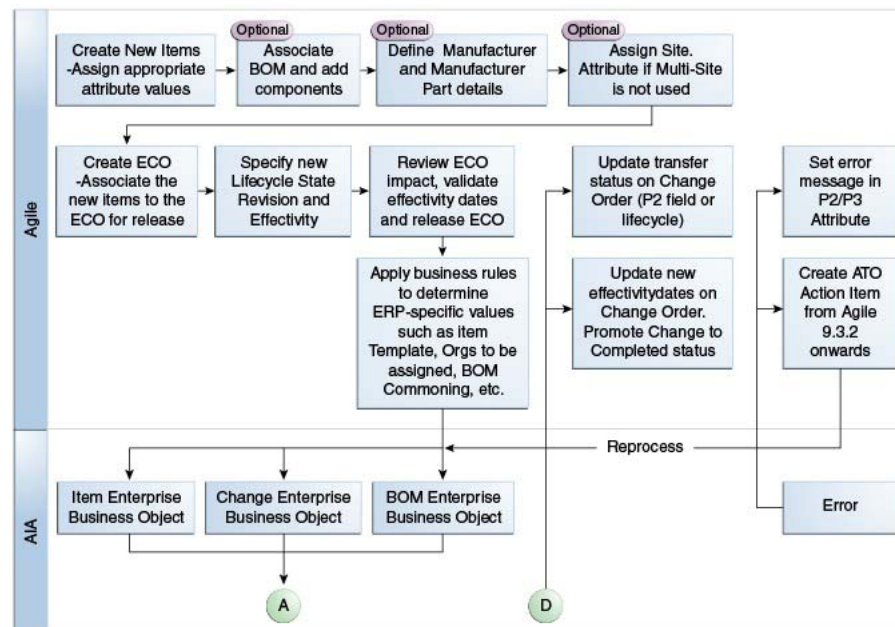 Optional
Optional
Optional
Create New Items
-Assign appropriate
attribute values
Associate
BOM and add
components
Define Manufacturer
and Manufacturer
Part details
Assign Site.
Attribute if Multi-Site
is not used
Agile
Create ECO
-Associate the
new items to the
ECO for release
Specify new
Lifecycle State
Revision and
Effectivity
Review ECO
impact, validate
effectivity dates
and release ECO
Update transfer
status on Change
Order (P2 field or
lifecycle)
Set error
message in
P2/P3
Attribute
Apply business rules
to determine
ERP-specific values
such as item
Template, Orgs to be
assigned, BOM
Commoning, etc.
Update new
effectivitydates on
Change Order.
Promote Change to
Completed status
Create ATO
Action Item
from Agile
9.3.2
onwards
Reprocess
AIA
Item Enterprise
Business Object
Change Enterprise
Business Object
BOM Enterprise
Business Object
Error
A
D